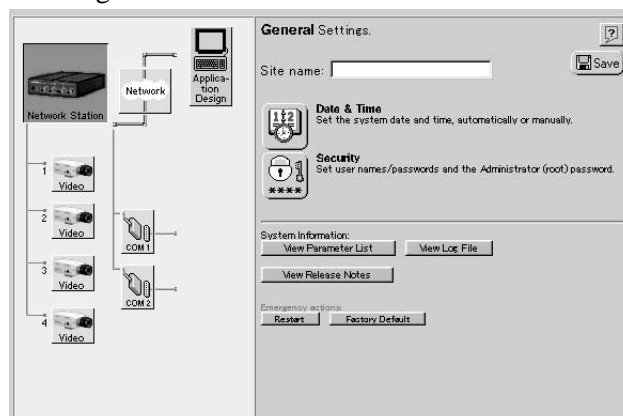 Network Station
Network
Applica-
tion
Design
1
Video
2
Video
3
Video
4
Video
COM 1
COM 2
General Settings.
?
Site name:
Save
Date & Time
Set the system date and time, automatically or manually.
Security
Set user names/passwords and the Administrator (root) password.
****
System Information:
View Parameter List
View Log File
View Release Notes
Emergency actions:
Restart
Factory Default